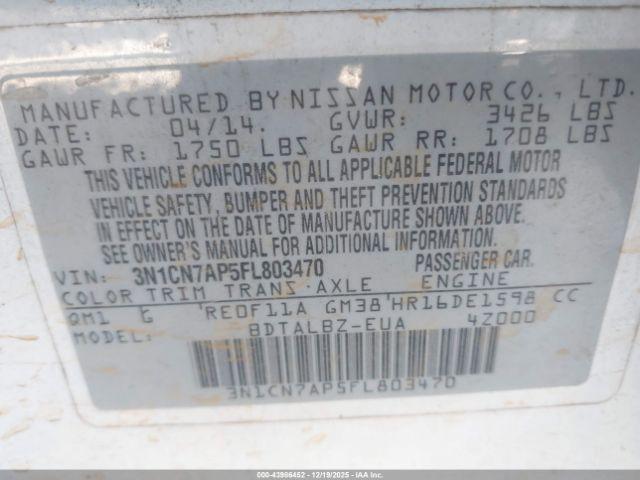 MANUFACTURED BY NISSAN MOTOR CO., LTD.
DATE: 04/14. GVWR: 3426 LBS
GAWR FR: 1750 LBS GAWR RR: 1708 LBS
THIS VEHICLE CONFORMS TO ALL APPLICABLE FEDERAL MOTOR
VEHICLE SAFETY, BUMPER AND THEFT PREVENTION STANDARDS
IN EFFECT ON THE DATE OF MANUFACTURE SHOWN ABOVE.
SEE OWNER'S MANUAL FOR ADDITIONAL INFORMATION.
VIN: 3N1CN7AP5FL803470 PASSENGER CAR.
COLOR TRIM TRANS AXLE ENGINE
QM1 G 'RE0F11A GM38'HR16DE1598 CC
MODEL: BDTALBZ-EUA 4Z000
3N1CN7AP5FL803470
000-43986452 - 12/19/2025 - IAAI.COM